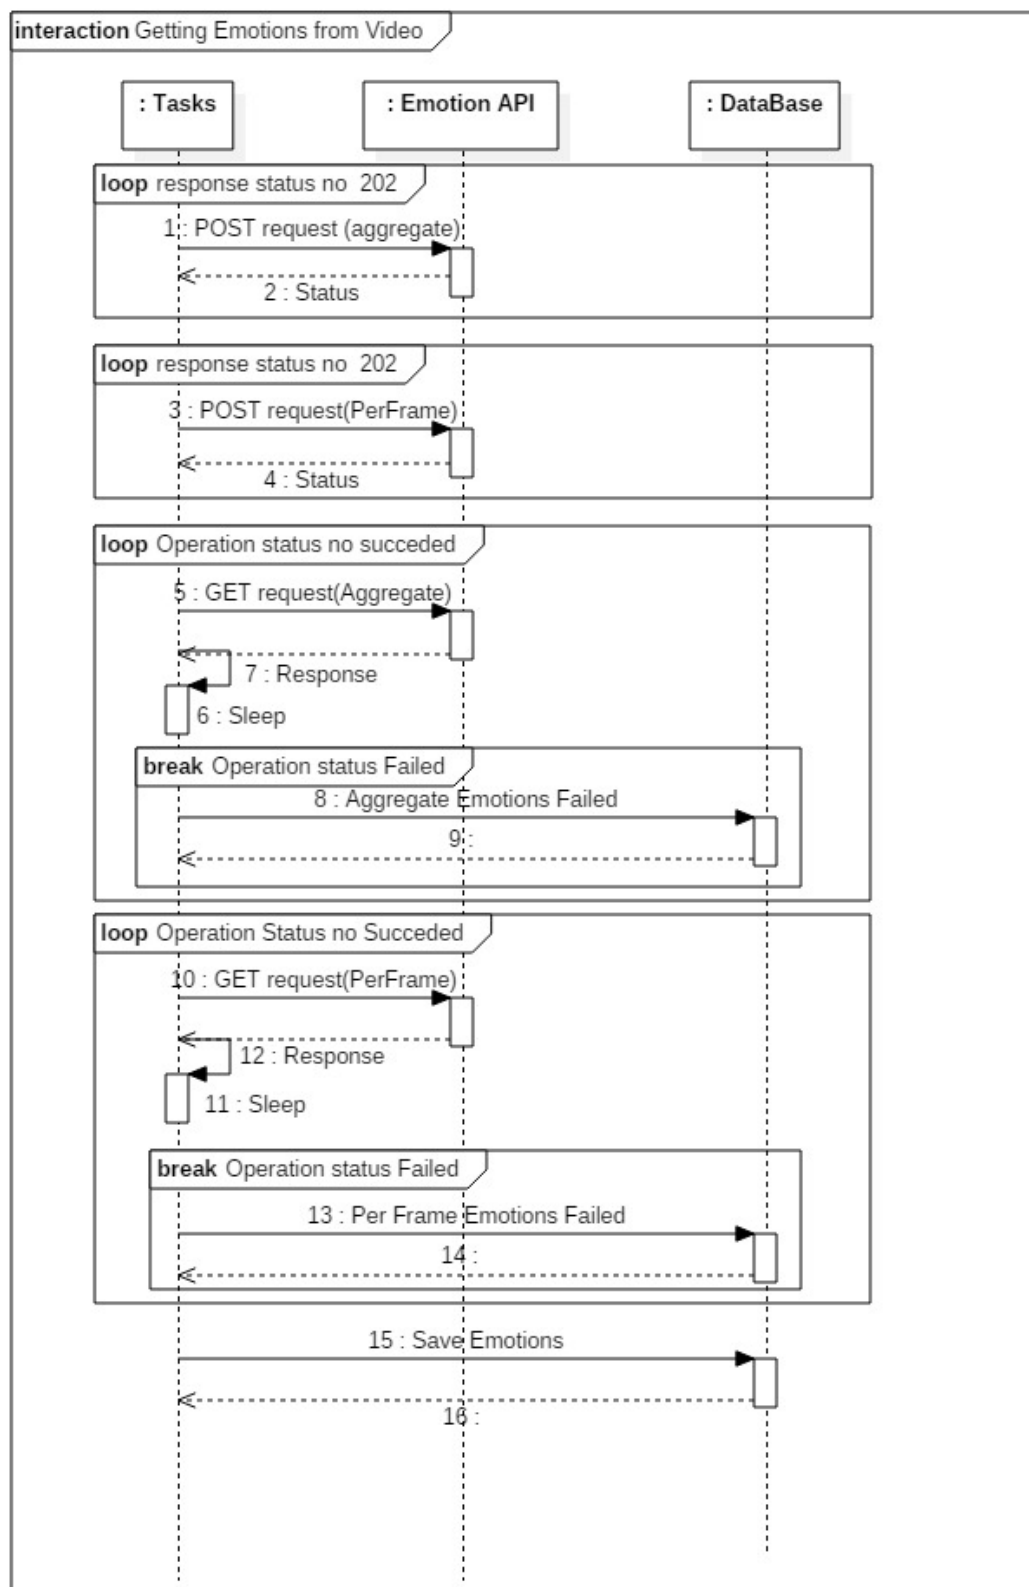 interaction Getting Emotions from Video
: Tasks
: Emotion API
: DataBase
loop response status no 202
1 : POST request (aggregate)
2 : Status
loop response status no 202
3 : POST request(PerFrame)
4 : Status
loop Operation status no succeded
5 : GET request(Aggregate)
7 : Response
6 : Sleep
break Operation status Failed
8 : Aggregate Emotions Failed
9 :
loop Operation Status no Succeded
10 : GET request(PerFrame)
12 : Response
11 : Sleep
break Operation status Failed
13 : Per Frame Emotions Failed
14 :
15 : Save Emotions
16 :